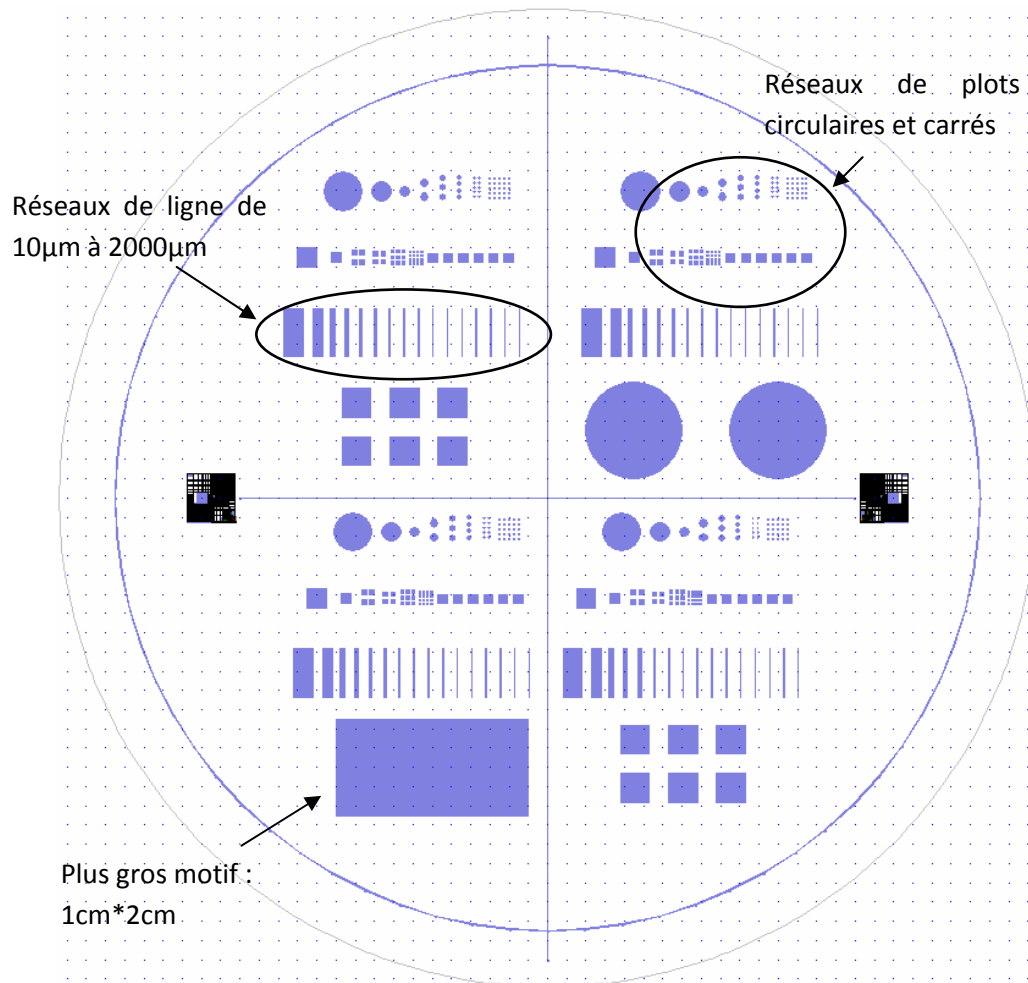 Réseaux de plots
circulaires et carrés
Réseaux de ligne de
10µm à 2000µm
Plus gros motif :
1cm*2cm